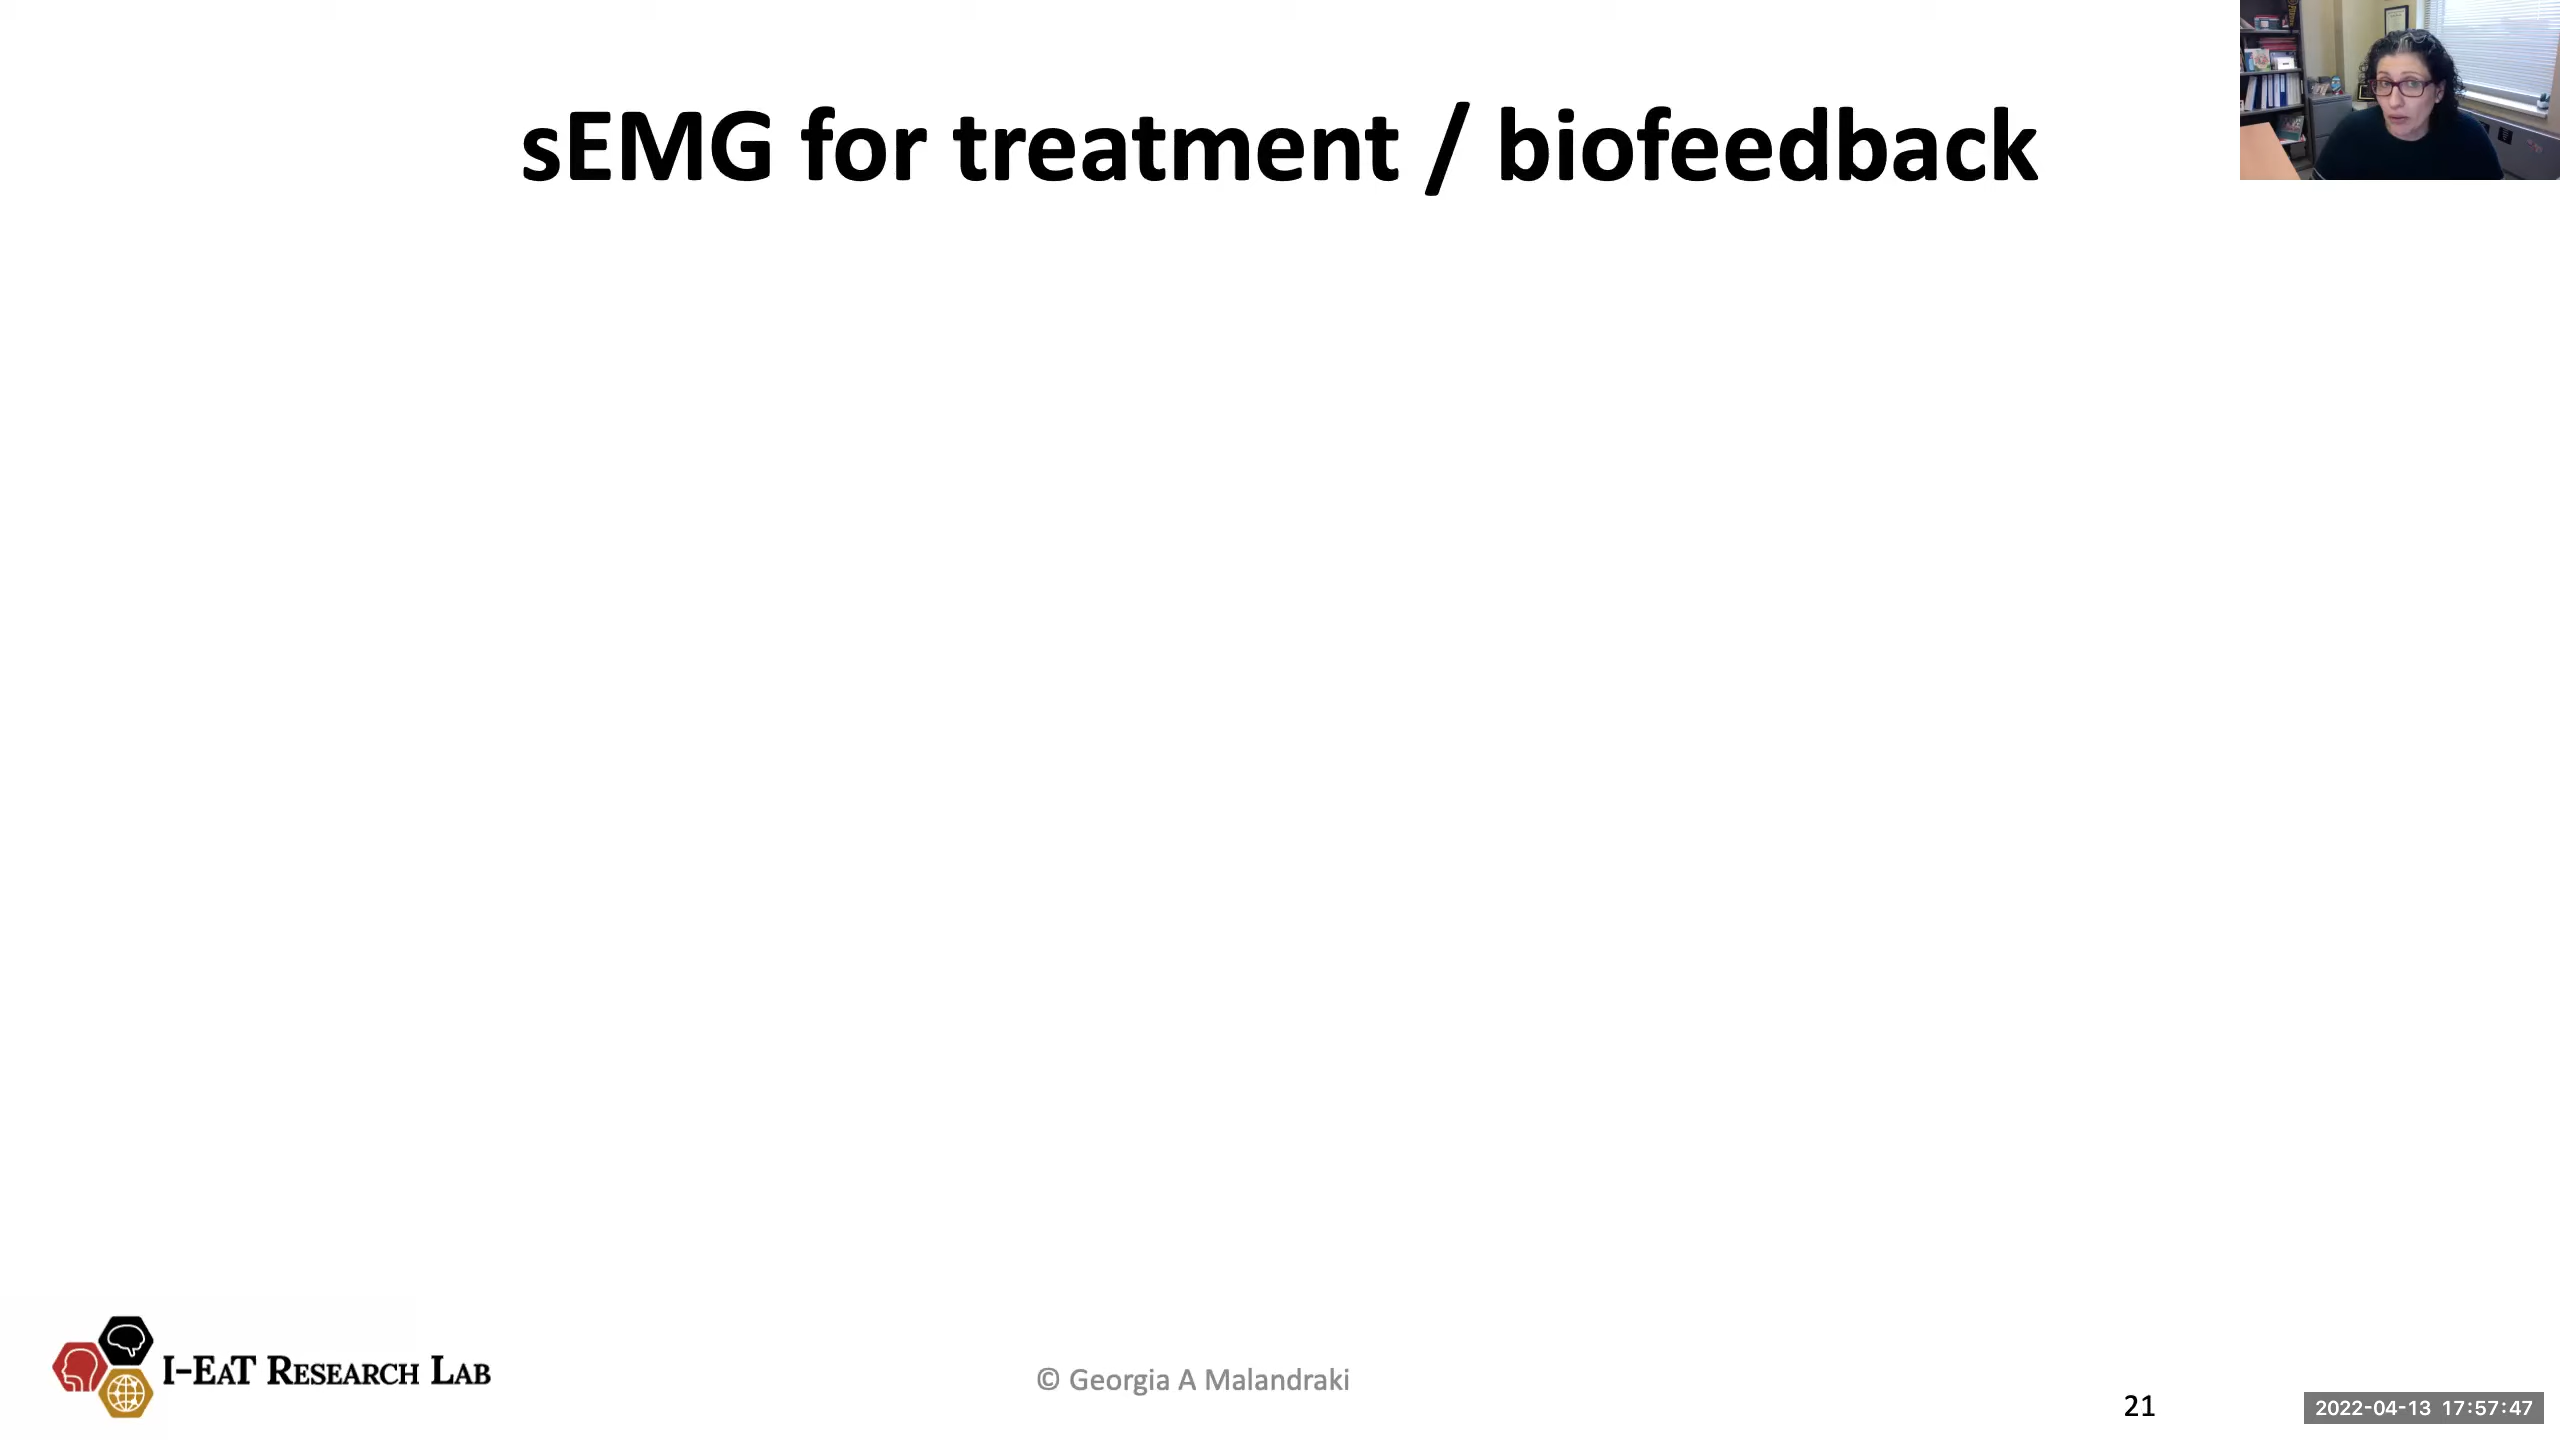 sEMG for treatment / biofeedback
I-EaT Research Lab
© Georgia A Malandraki
21
2022-04-13 17:57:47